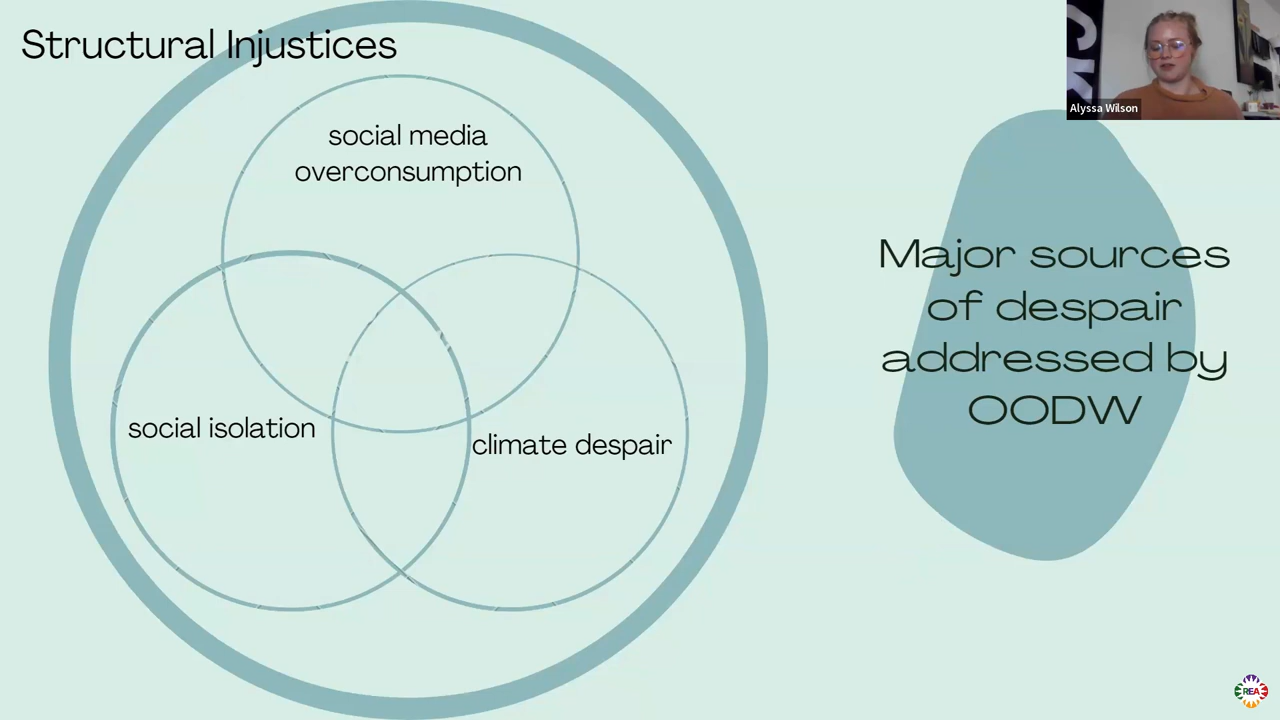 Structural Injustices
social media
overconsumption
social isolation
climate despair
Major sources
of despair
addressed by
OODW
Alyssa Wilson
CK
REA